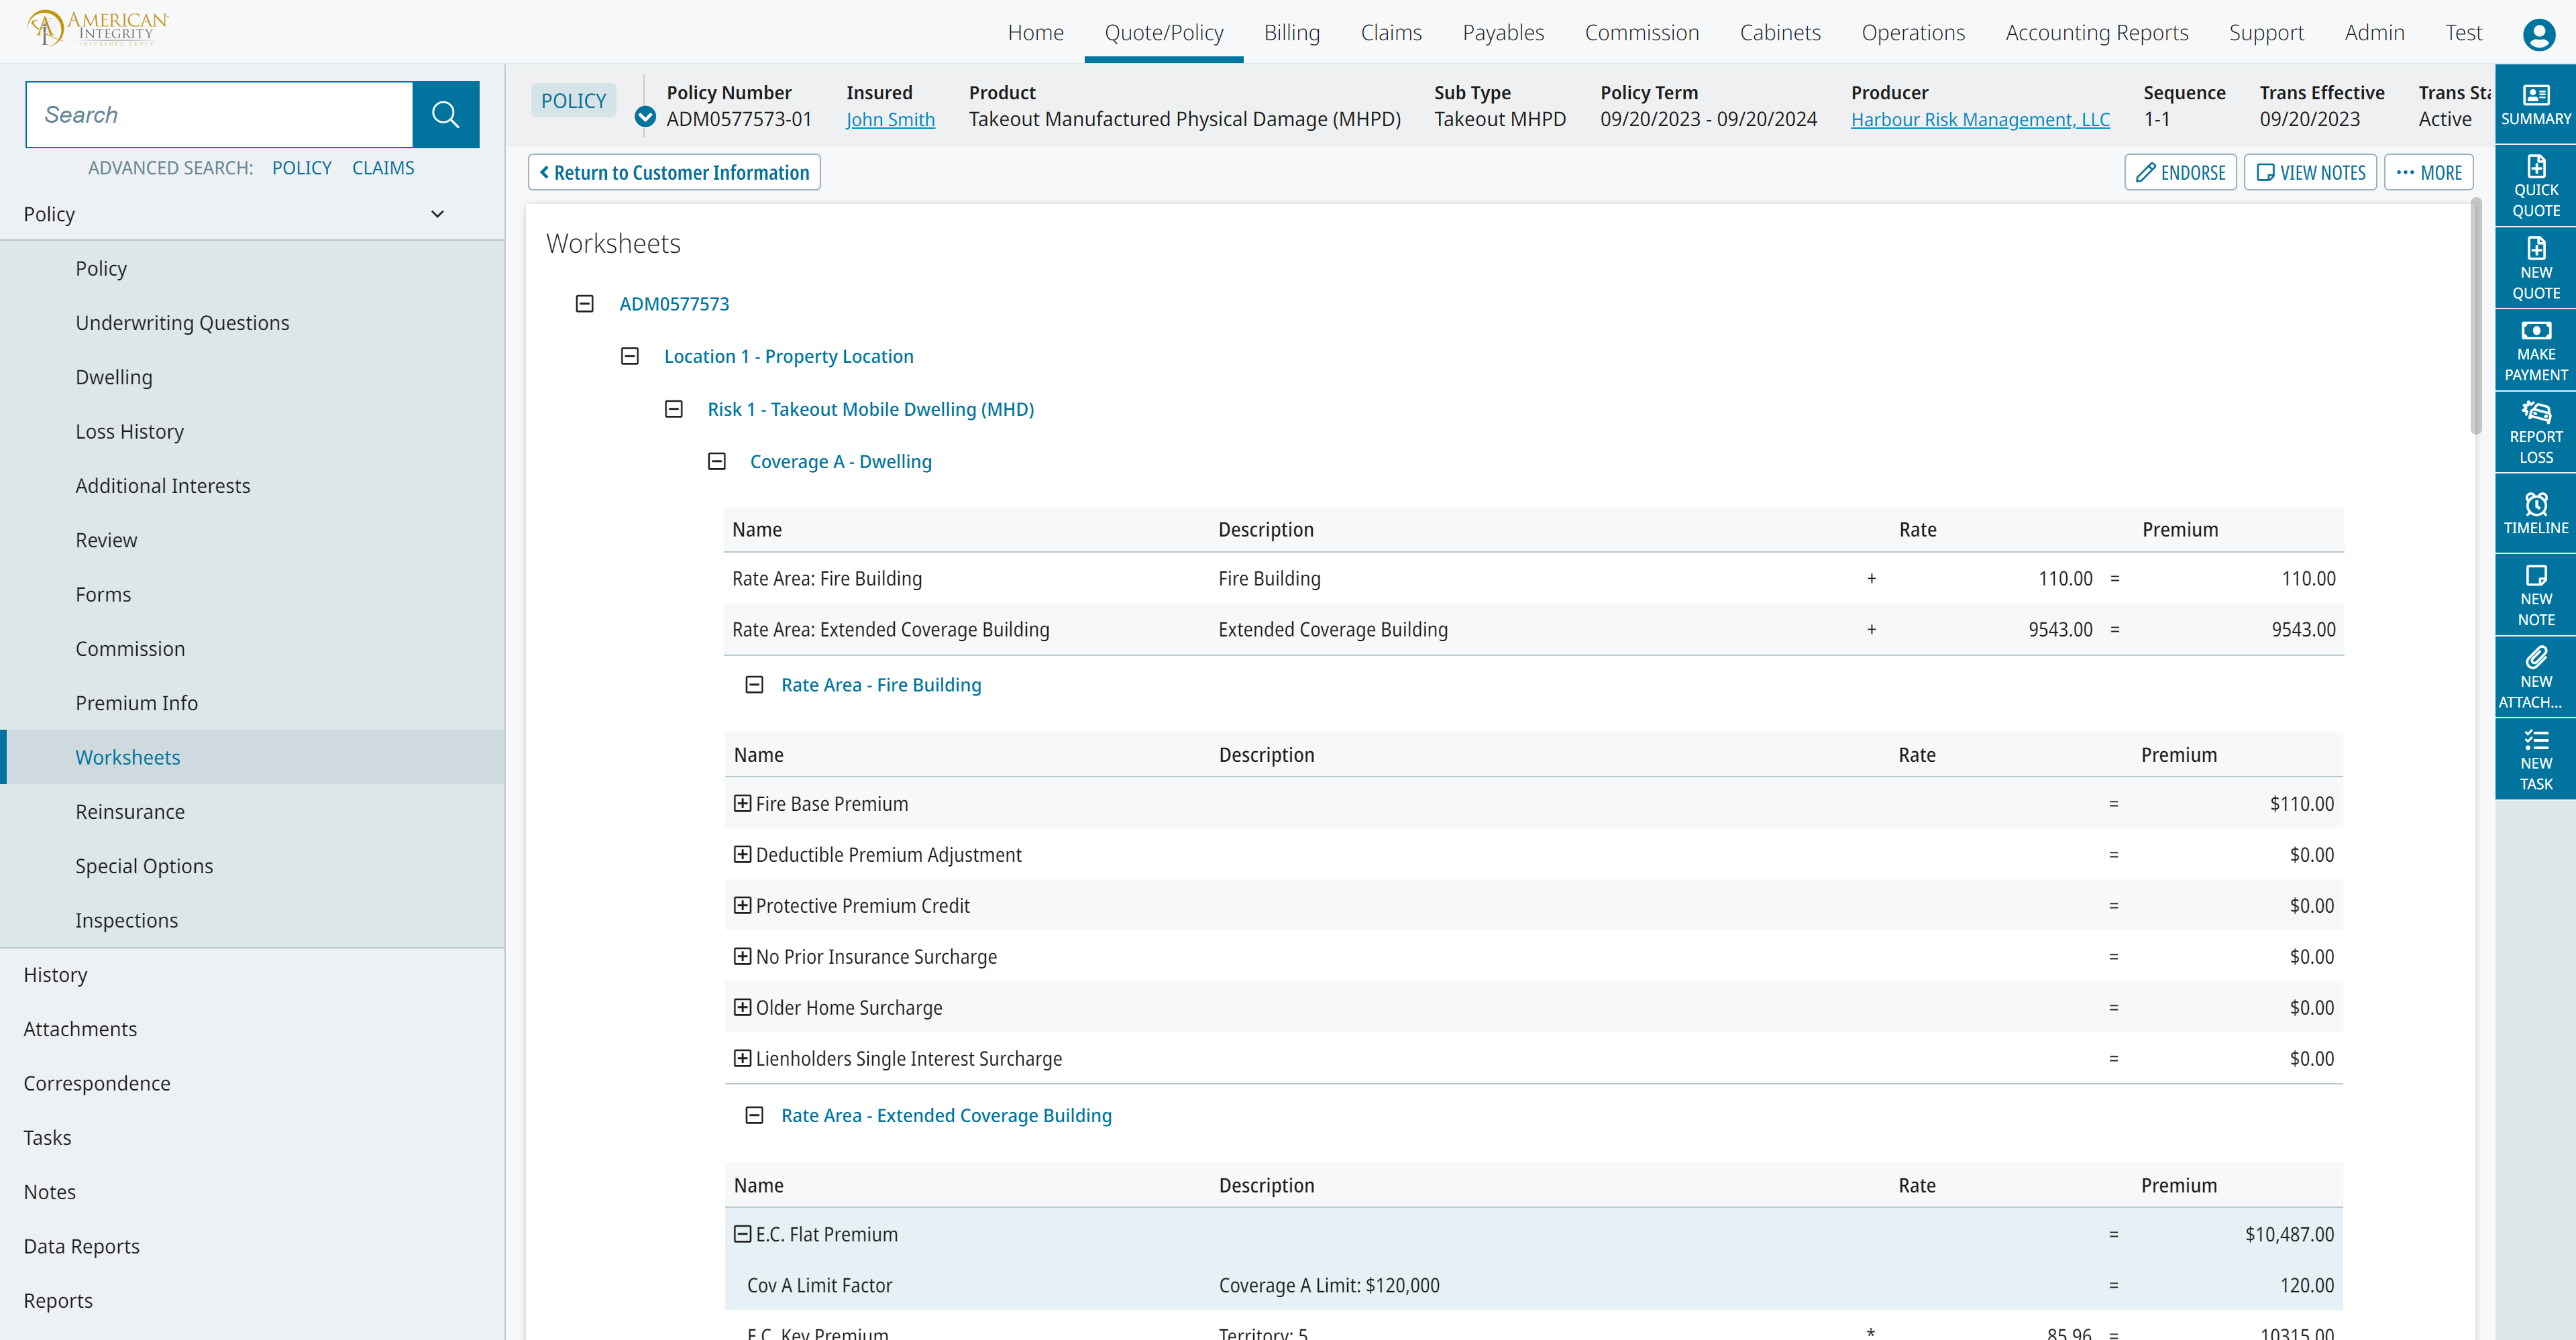 AMERICAN
INTEGRITY
INSURANCE GROUP
Home Quote/Policy Billing Claims Payables Commission Cabinets Operations Accounting Reports Support Admin Test
Search
ADVANCED SEARCH: POLICY CLAIMS
Policy
Policy
Underwriting Questions
Dwelling
Loss History
Additional Interests
Review
Forms
Commission
Premium Info
Worksheets
Reinsurance
Special Options
Inspections
History
Attachments
Correspondence
Tasks
Notes
Data Reports
Reports
POLICY
Policy Number Insured Product Sub Type Policy Term Producer Sequence Trans Effective Trans Sta
ADM0577573-01 John Smith Takeout Manufactured Physical Damage (MHPD) Takeout MHPD 09/20/2023 - 09/20/2024 Harbour Risk Management, LLC 1-1 09/20/2023 Active
Return to Customer Information
ENDORSE VIEW NOTES MORE
Worksheets
ADM0577573
Location 1 - Property Location
Risk 1 - Takeout Mobile Dwelling (MHD)
Coverage A - Dwelling
Name Description Rate Premium
Rate Area: Fire Building Fire Building + 110.00 = 110.00
Rate Area: Extended Coverage Building Extended Coverage Building + 9543.00 = 9543.00
Rate Area - Fire Building
Name Description Rate Premium
Fire Base Premium = $110.00
Deductible Premium Adjustment = $0.00
Protective Premium Credit = $0.00
No Prior Insurance Surcharge = $0.00
Older Home Surcharge = $0.00
Lienholders Single Interest Surcharge = $0.00
Rate Area - Extended Coverage Building
Name Description Rate Premium
E.C. Flat Premium = $10,487.00
Cov A Limit Factor Coverage A Limit: $120,000 = 120.00
E.C. Key Premium Territory: 5 * 85.96 = 10315.00
SUMMARY
QUICK
QUOTE
NEW
QUOTE
MAKE
PAYMENT
REPORT
LOSS
TIMELINE
NEW
NOTE
NEW
ATTACH...
NEW
TASK